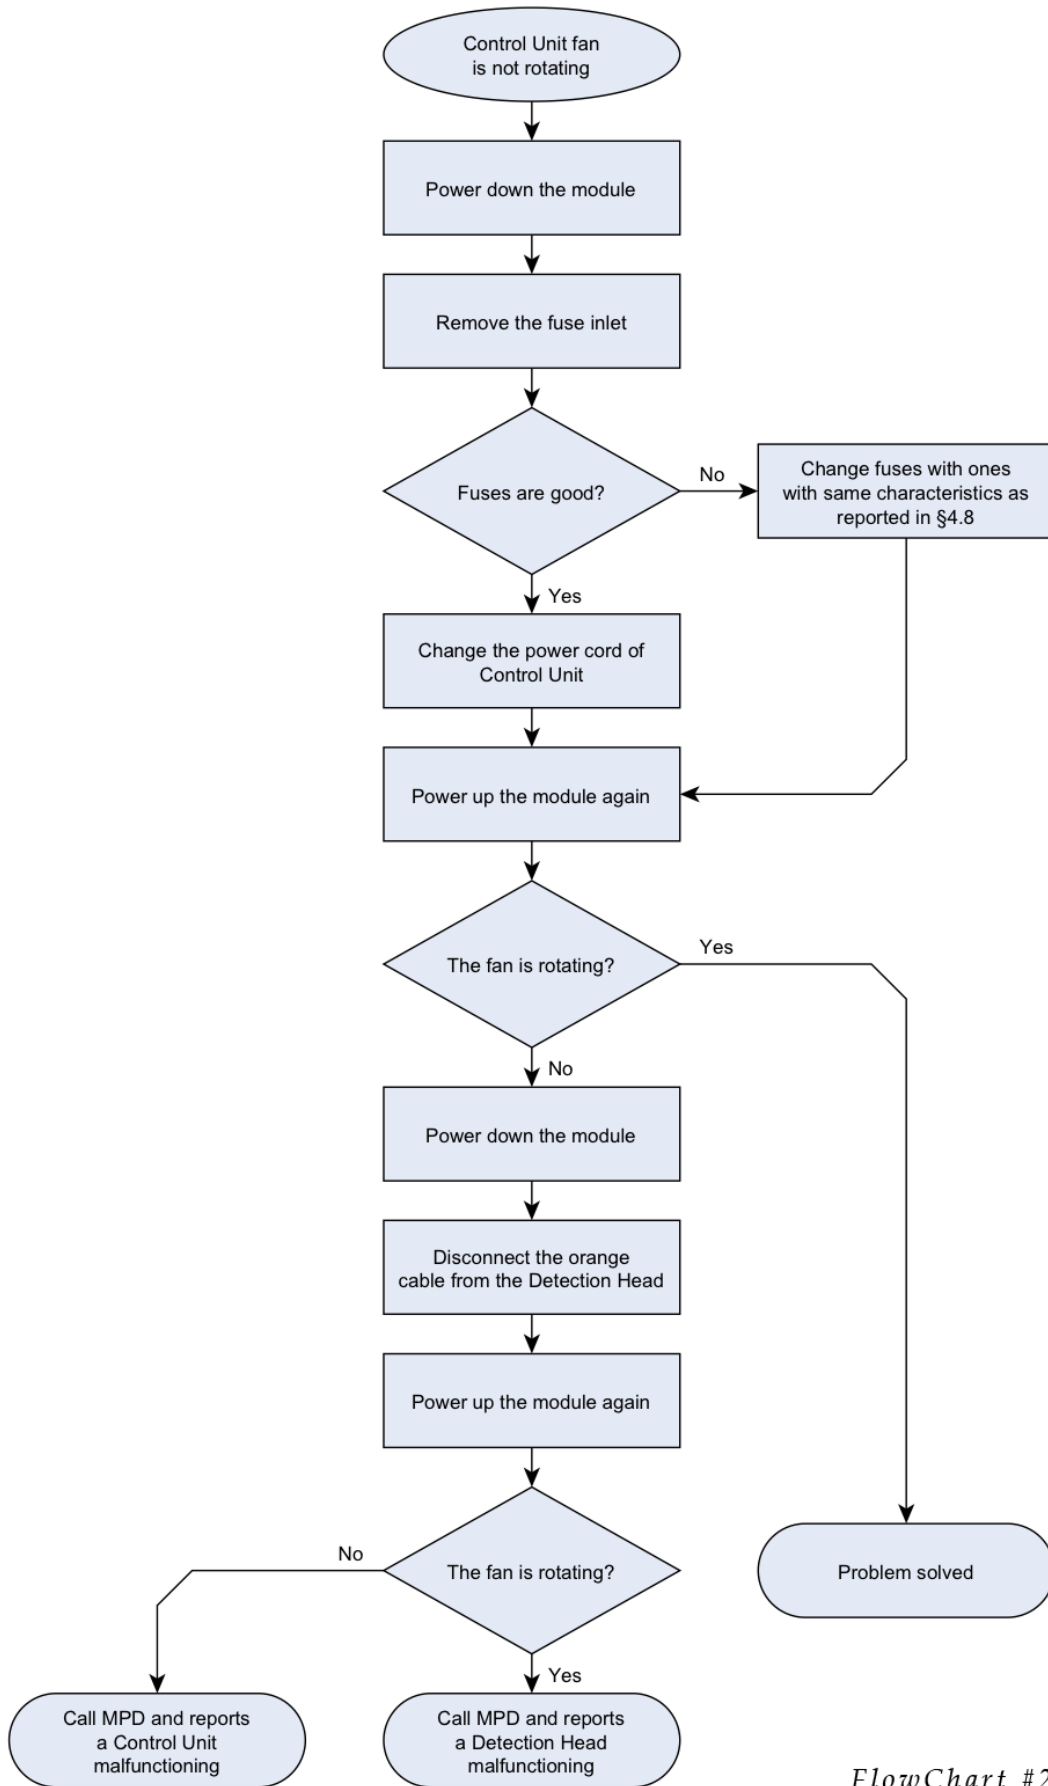 Control Unit fan
is not rotating
Power down the module
Remove the fuse inlet
Fuses are good?
No
Change fuses with ones
with same characteristics as
reported in §4.8
Yes
Change the power cord of
Control Unit
Power up the module again
The fan is rotating?
Yes
No
Power down the module
Disconnect the orange
cable from the Detection Head
Power up the module again
The fan is rotating?
No
Problem solved
Yes
Call MPD and reports
a Control Unit
malfunctioning
Call MPD and reports
a Detection Head
malfunctioning
FlowChart #2